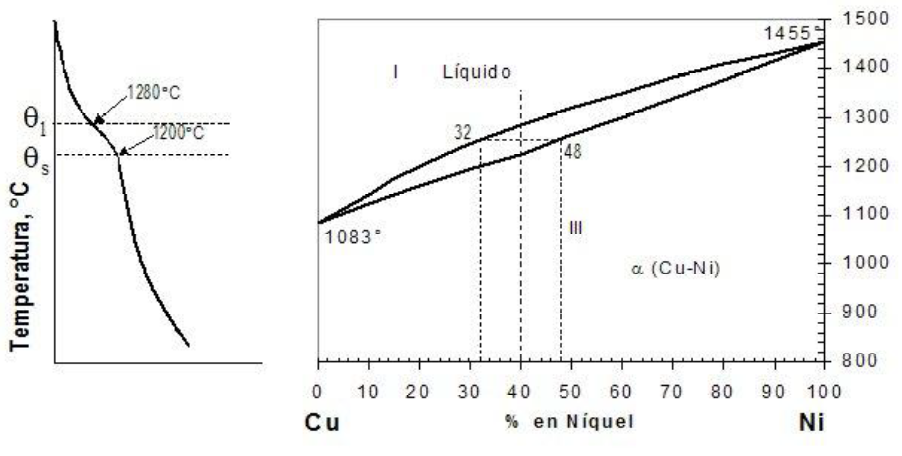 Temperatura, °C
θ1
θs
1280°C
1200°C
1455°
I Líquido
32
48
III
1083°
α (Cu-Ni)
1500
1400
1300
1200
1100
1000
900
800
0 10 20 30 40 50 60 70 80 90 100
Cu % en Níquel Ni